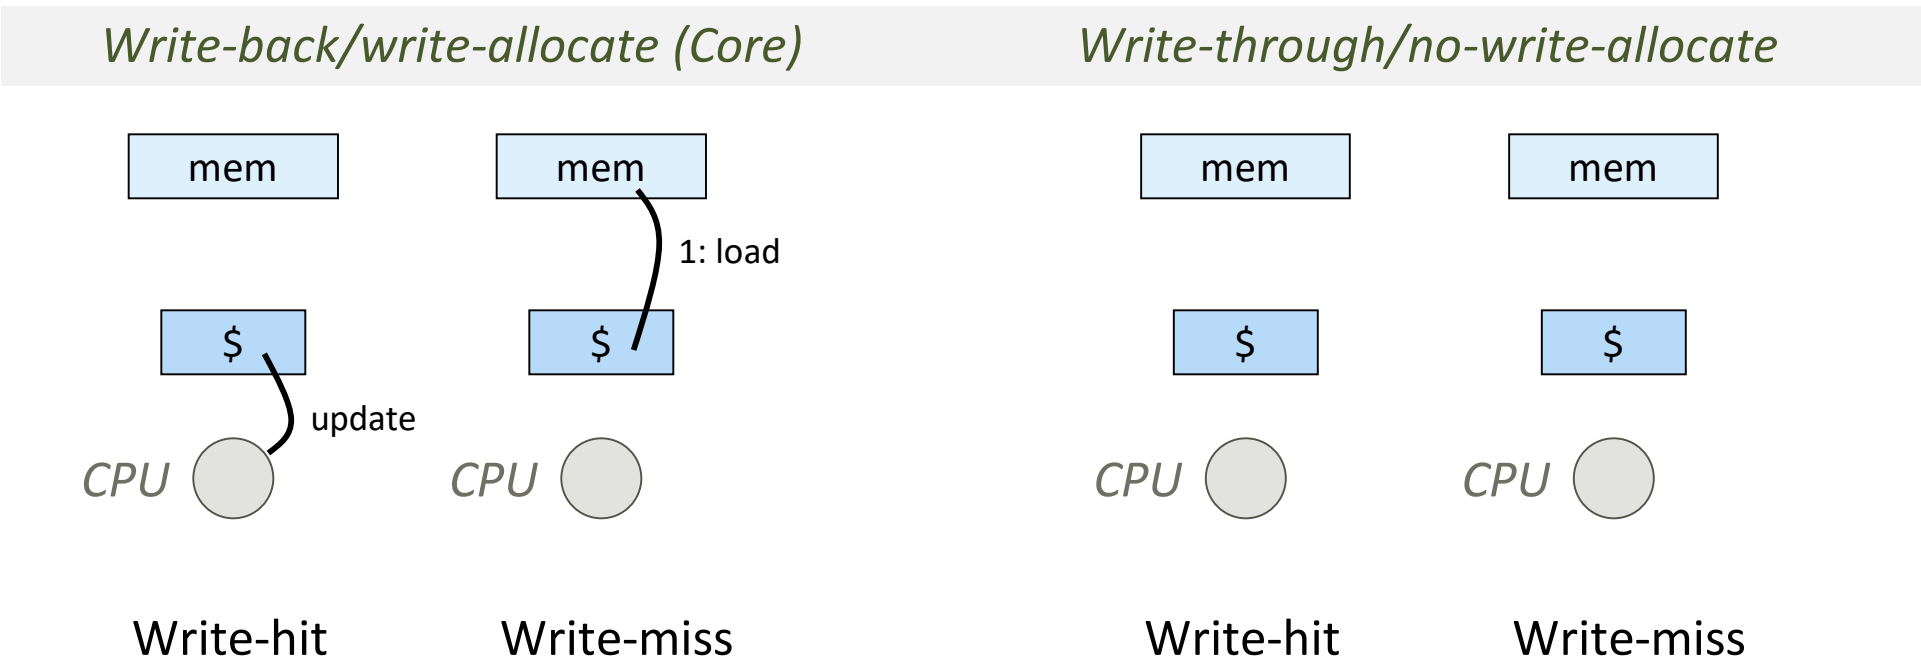 Write-back/write-allocate (Core)
Write-through/no-write-allocate
mem
mem
mem
mem
1: load
$
$
$
$
update
CPU
CPU
CPU
CPU
Write-hit
Write-miss
Write-hit
Write-miss